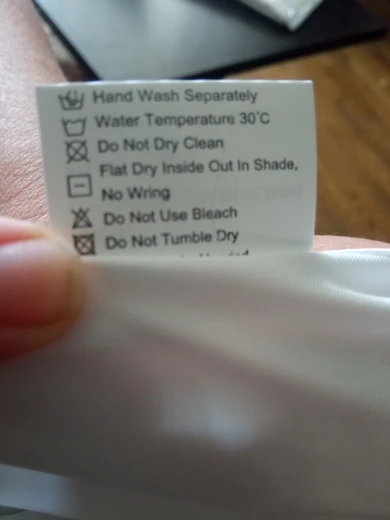 Hand Wash Separately
Water Temperature 30°C
Do Not Dry Clean
Flat Dry Inside Out In Shade,
No Wring
Do Not Use Bleach
Do Not Tumble Dry